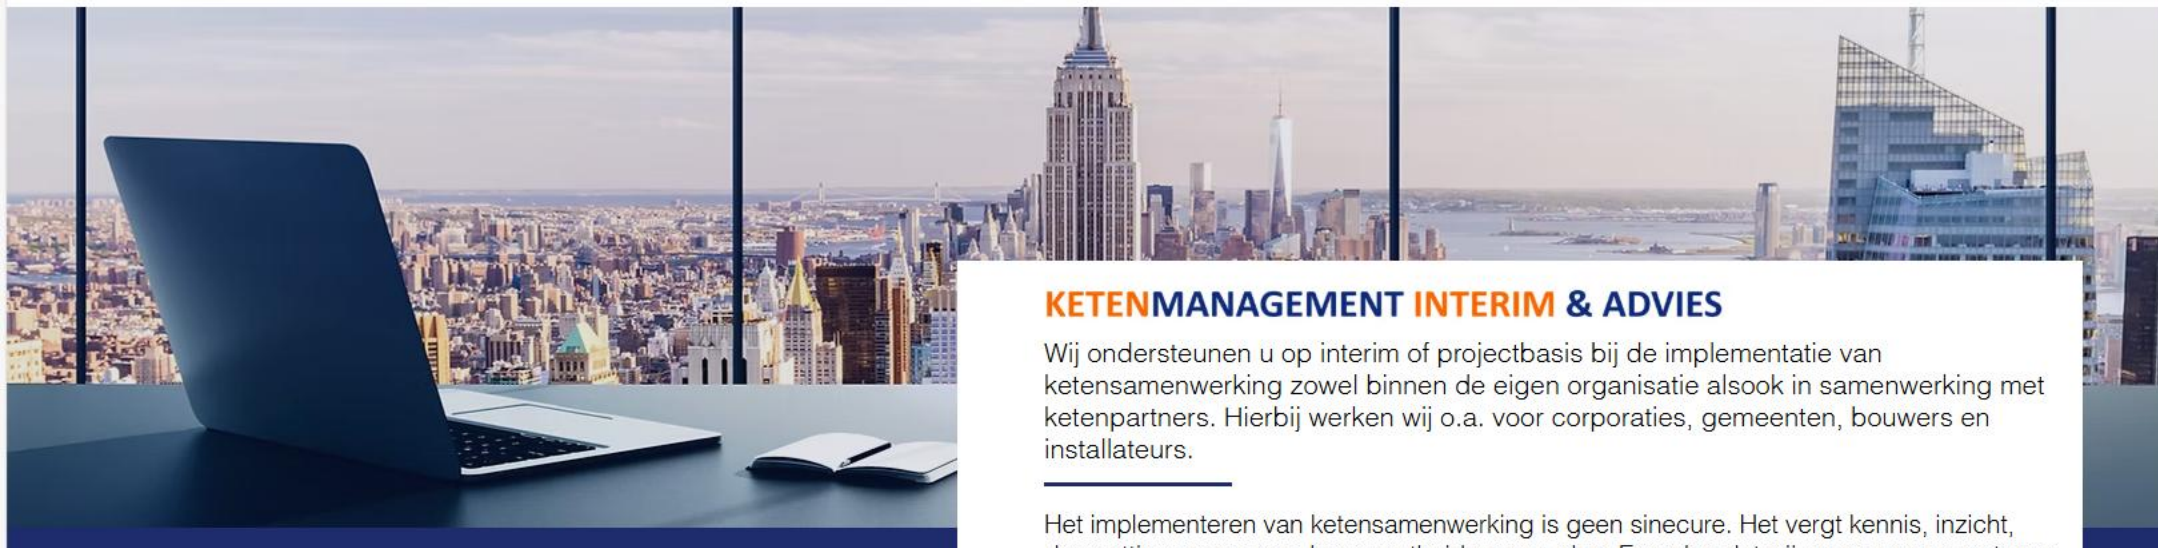 KETENMANAGEMENT INTERIM & ADVIES
Wij ondersteunen u op interim of projectbasis bij de implementatie van
ketensamenwerking zowel binnen de eigen organisatie alsook in samenwerking met
ketenpartners. Hierbij werken wij o.a. voor corporaties, gemeenten, bouwers en
installateurs.
Het implementeren van ketensamenwerking is geen sinecure. Het vergt kennis, inzicht,